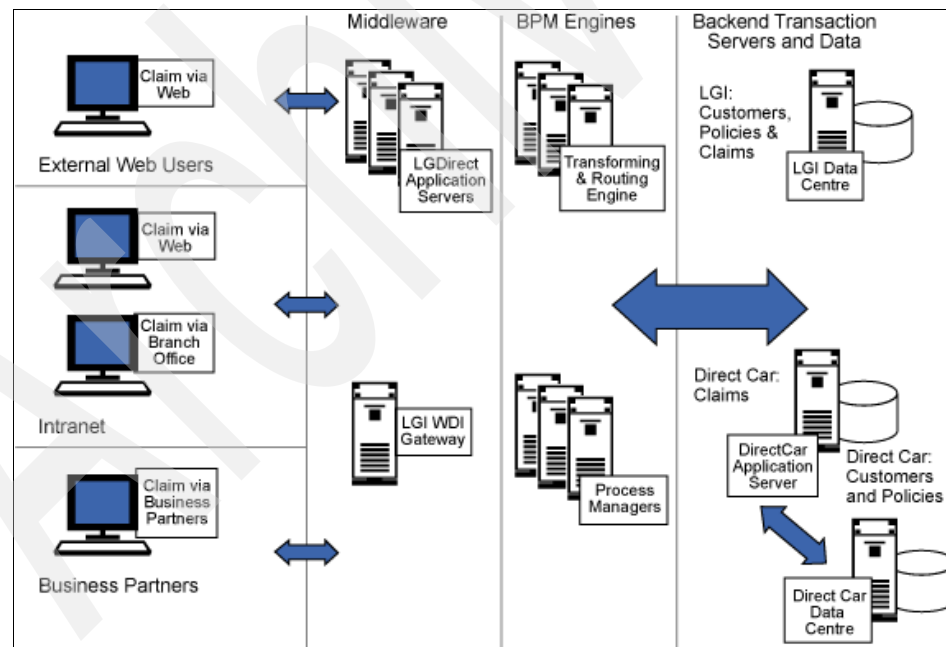 Middleware
BPM Engines
Backend Transaction
Servers and Data
Claim via
Web
External Web Users
LGDirect
Application
Servers
Transforming
& Routing
Engine
LGI:
Customers,
Policies &
Claims
LGI Data
Centre
Claim via
Web
Claim via
Branch
Office
Intranet
LGI WDI
Gateway
Process
Managers
Direct Car:
Claims
DirectCar
Application
Server
Direct Car:
Customers
and Policies
Claim via
Business
Partners
Business Partners
Direct Car
Data
Centre